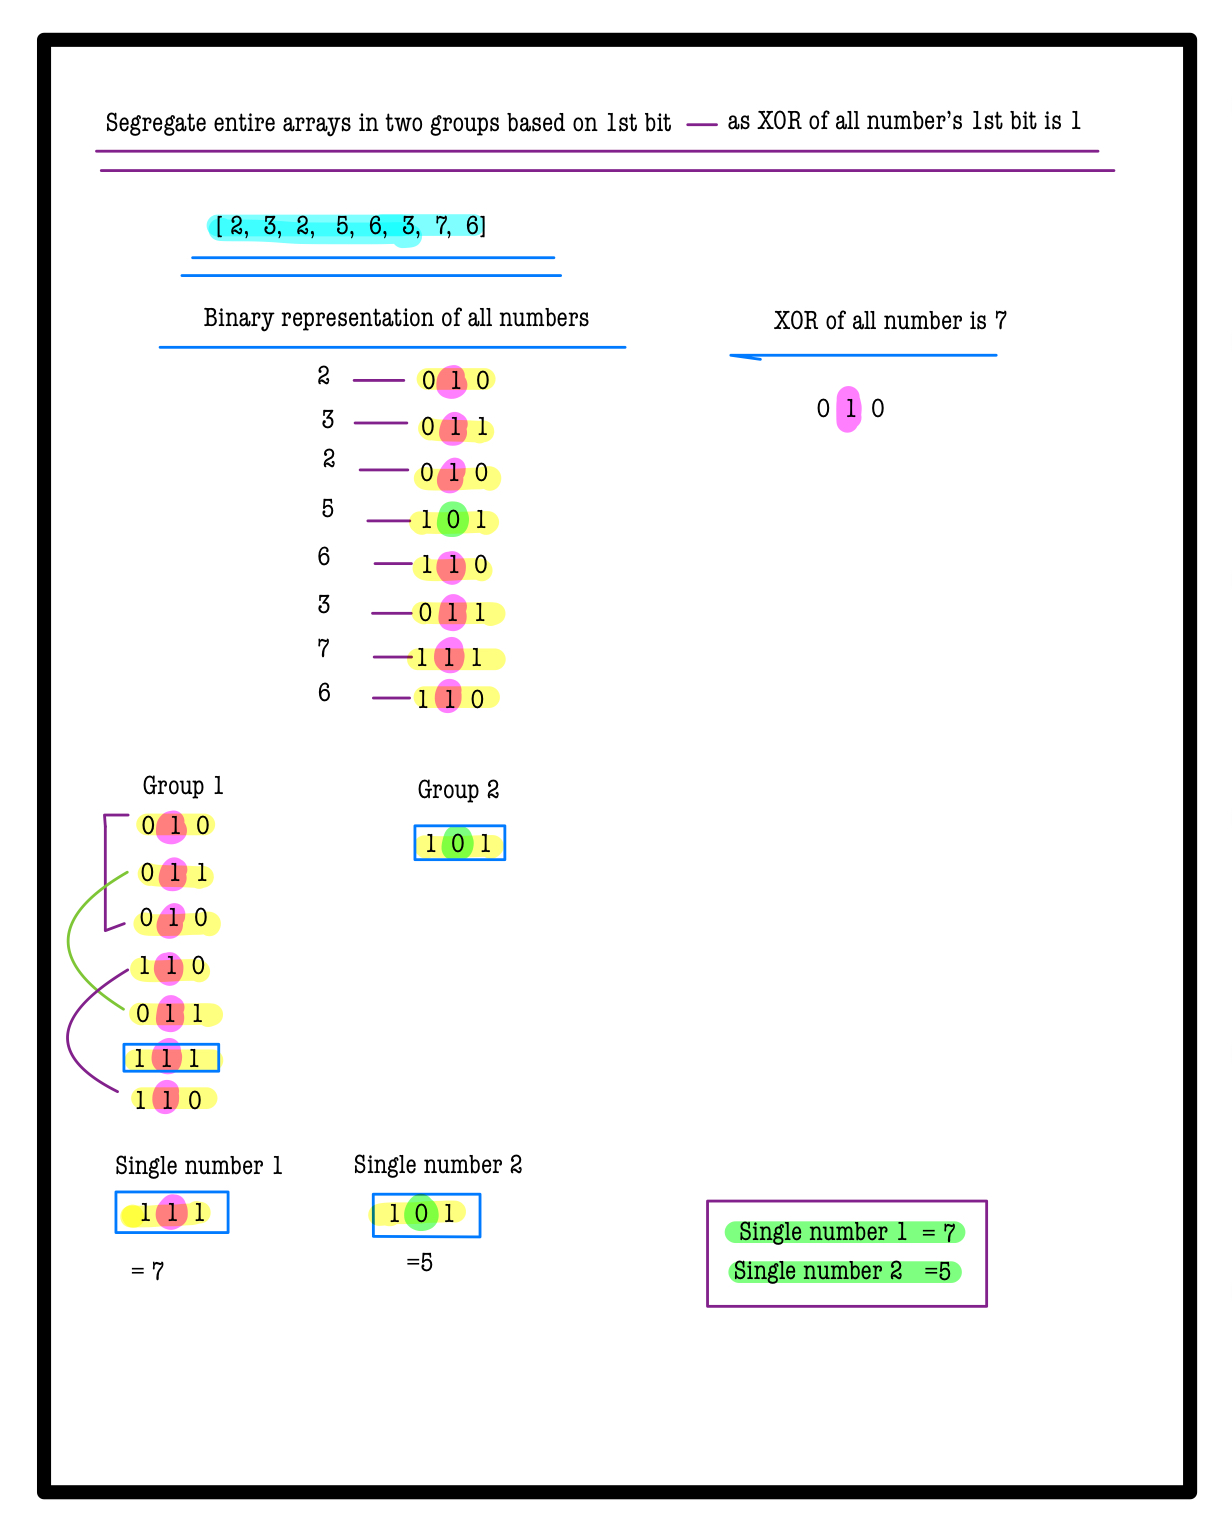 Segregate entire arrays in two groups based on 1st bit — as XOR of all number's 1st bit is 1
[ 2, 3, 2, 5, 6, 3, 7, 6]
Binary representation of all numbers
XOR of all number is 7
2 — 0 1 0
0 1 0
3 — 0 1 1
2 — 0 1 0
5 — 1 0 1
6 — 1 1 0
3 — 0 1 1
7 — 1 1 1
6 — 1 1 0
Group 1
0 1 0
0 1 1
0 1 0
1 1 0
0 1 1
1 1 1
1 1 0
Group 2
1 0 1
Single number 1
1 1 1
= 7
Single number 2
1 0 1
=5
Single number 1 = 7
Single number 2 =5